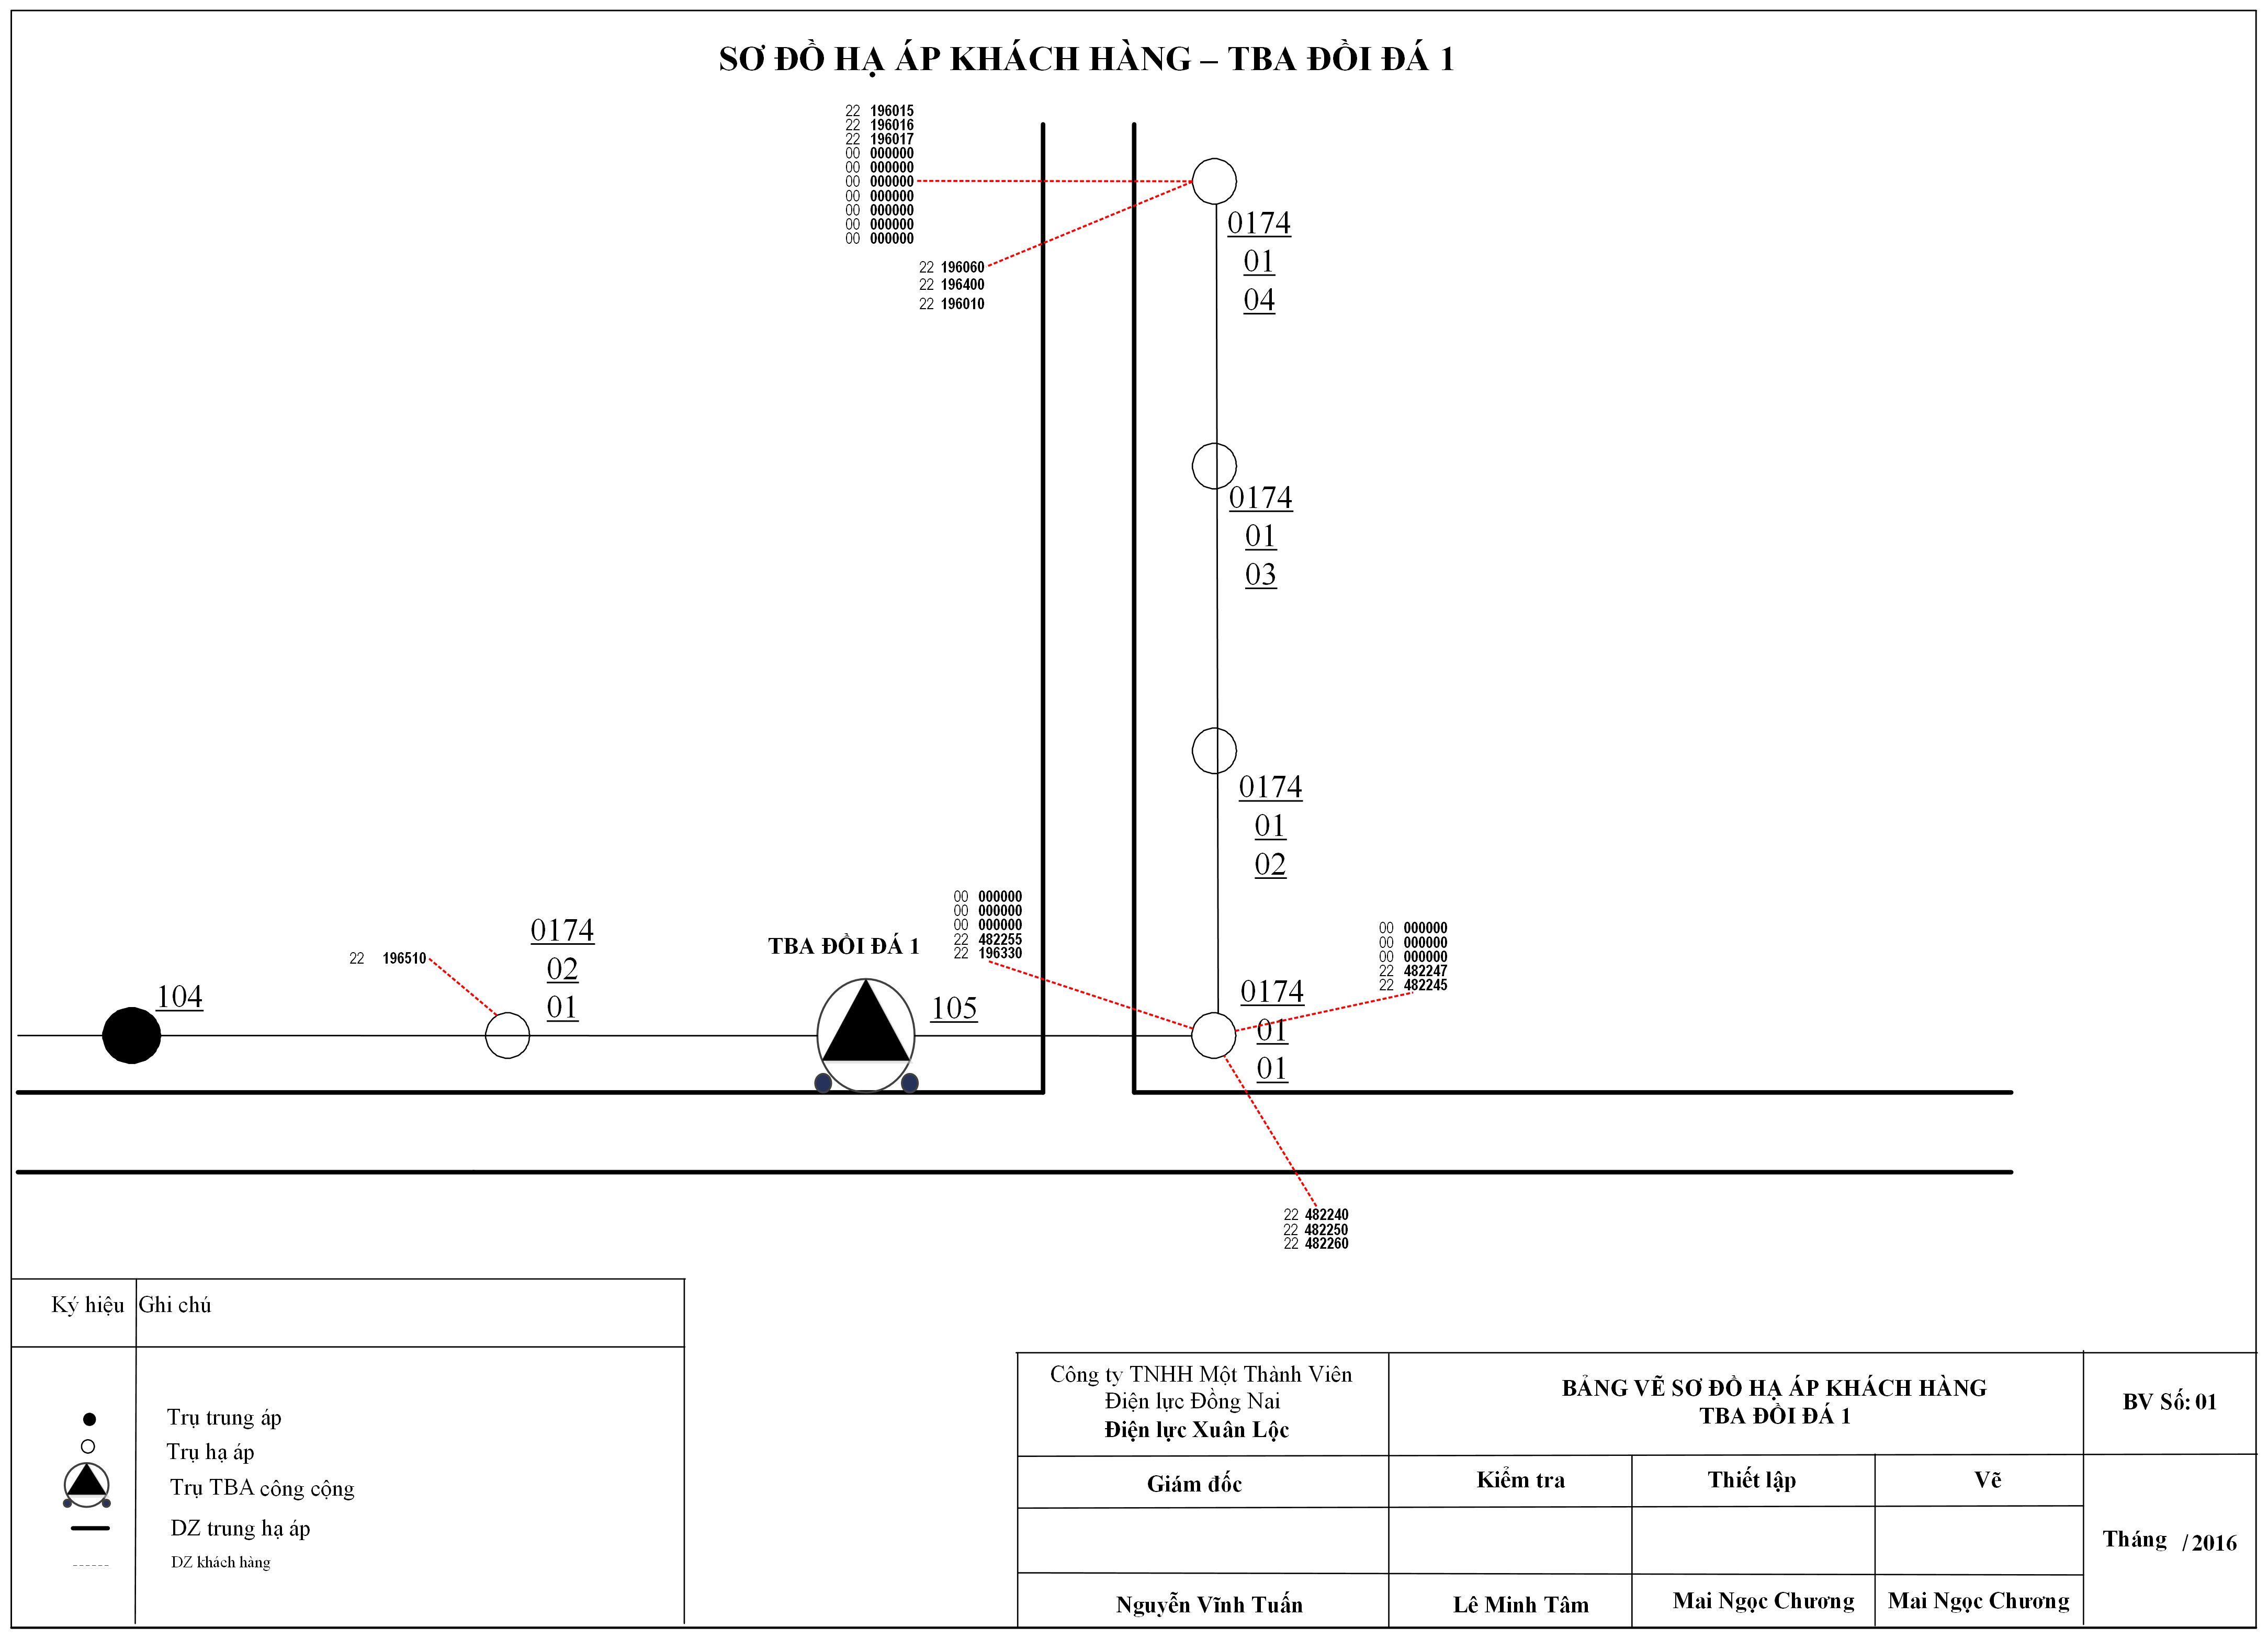 SƠ ĐỒ HẠ ÁP KHÁCH HÀNG – TBA ĐỒI ĐÁ 1
22 196015
22 196016
22 196017
00 000000
00 000000
00 000000
00 000000
00 000000
00 000000
00 000000
22 196060
22 196400
22 196010
0174
01
04
0174
01
03
0174
01
02
00 000000
00 000000
00 000000
22 482255
22 196330
00 000000
00 000000
00 000000
22 482247
22 482245
0174
01
01
22 196510
0174
02
01
TBA ĐỒI ĐÁ 1
104
105
22 482240
22 482250
22 482260
Ký hiệu Ghi chú
Trụ trung áp
Trụ hạ áp
Trụ TBA công cộng
DZ trung hạ áp
DZ khách hàng
Công ty TNHH Một Thành Viên
Điện lực Đồng Nai
Điện lực Xuân Lộc
BẢNG VẼ SƠ ĐỒ HẠ ÁP KHÁCH HÀNG
TBA ĐỒI ĐÁ 1
BV Số: 01
Giám đốc Kiểm tra Thiết lập Vẽ
Tháng / 2016
Nguyễn Vĩnh Tuấn Lê Minh Tâm Mai Ngọc Chương Mai Ngọc Chương